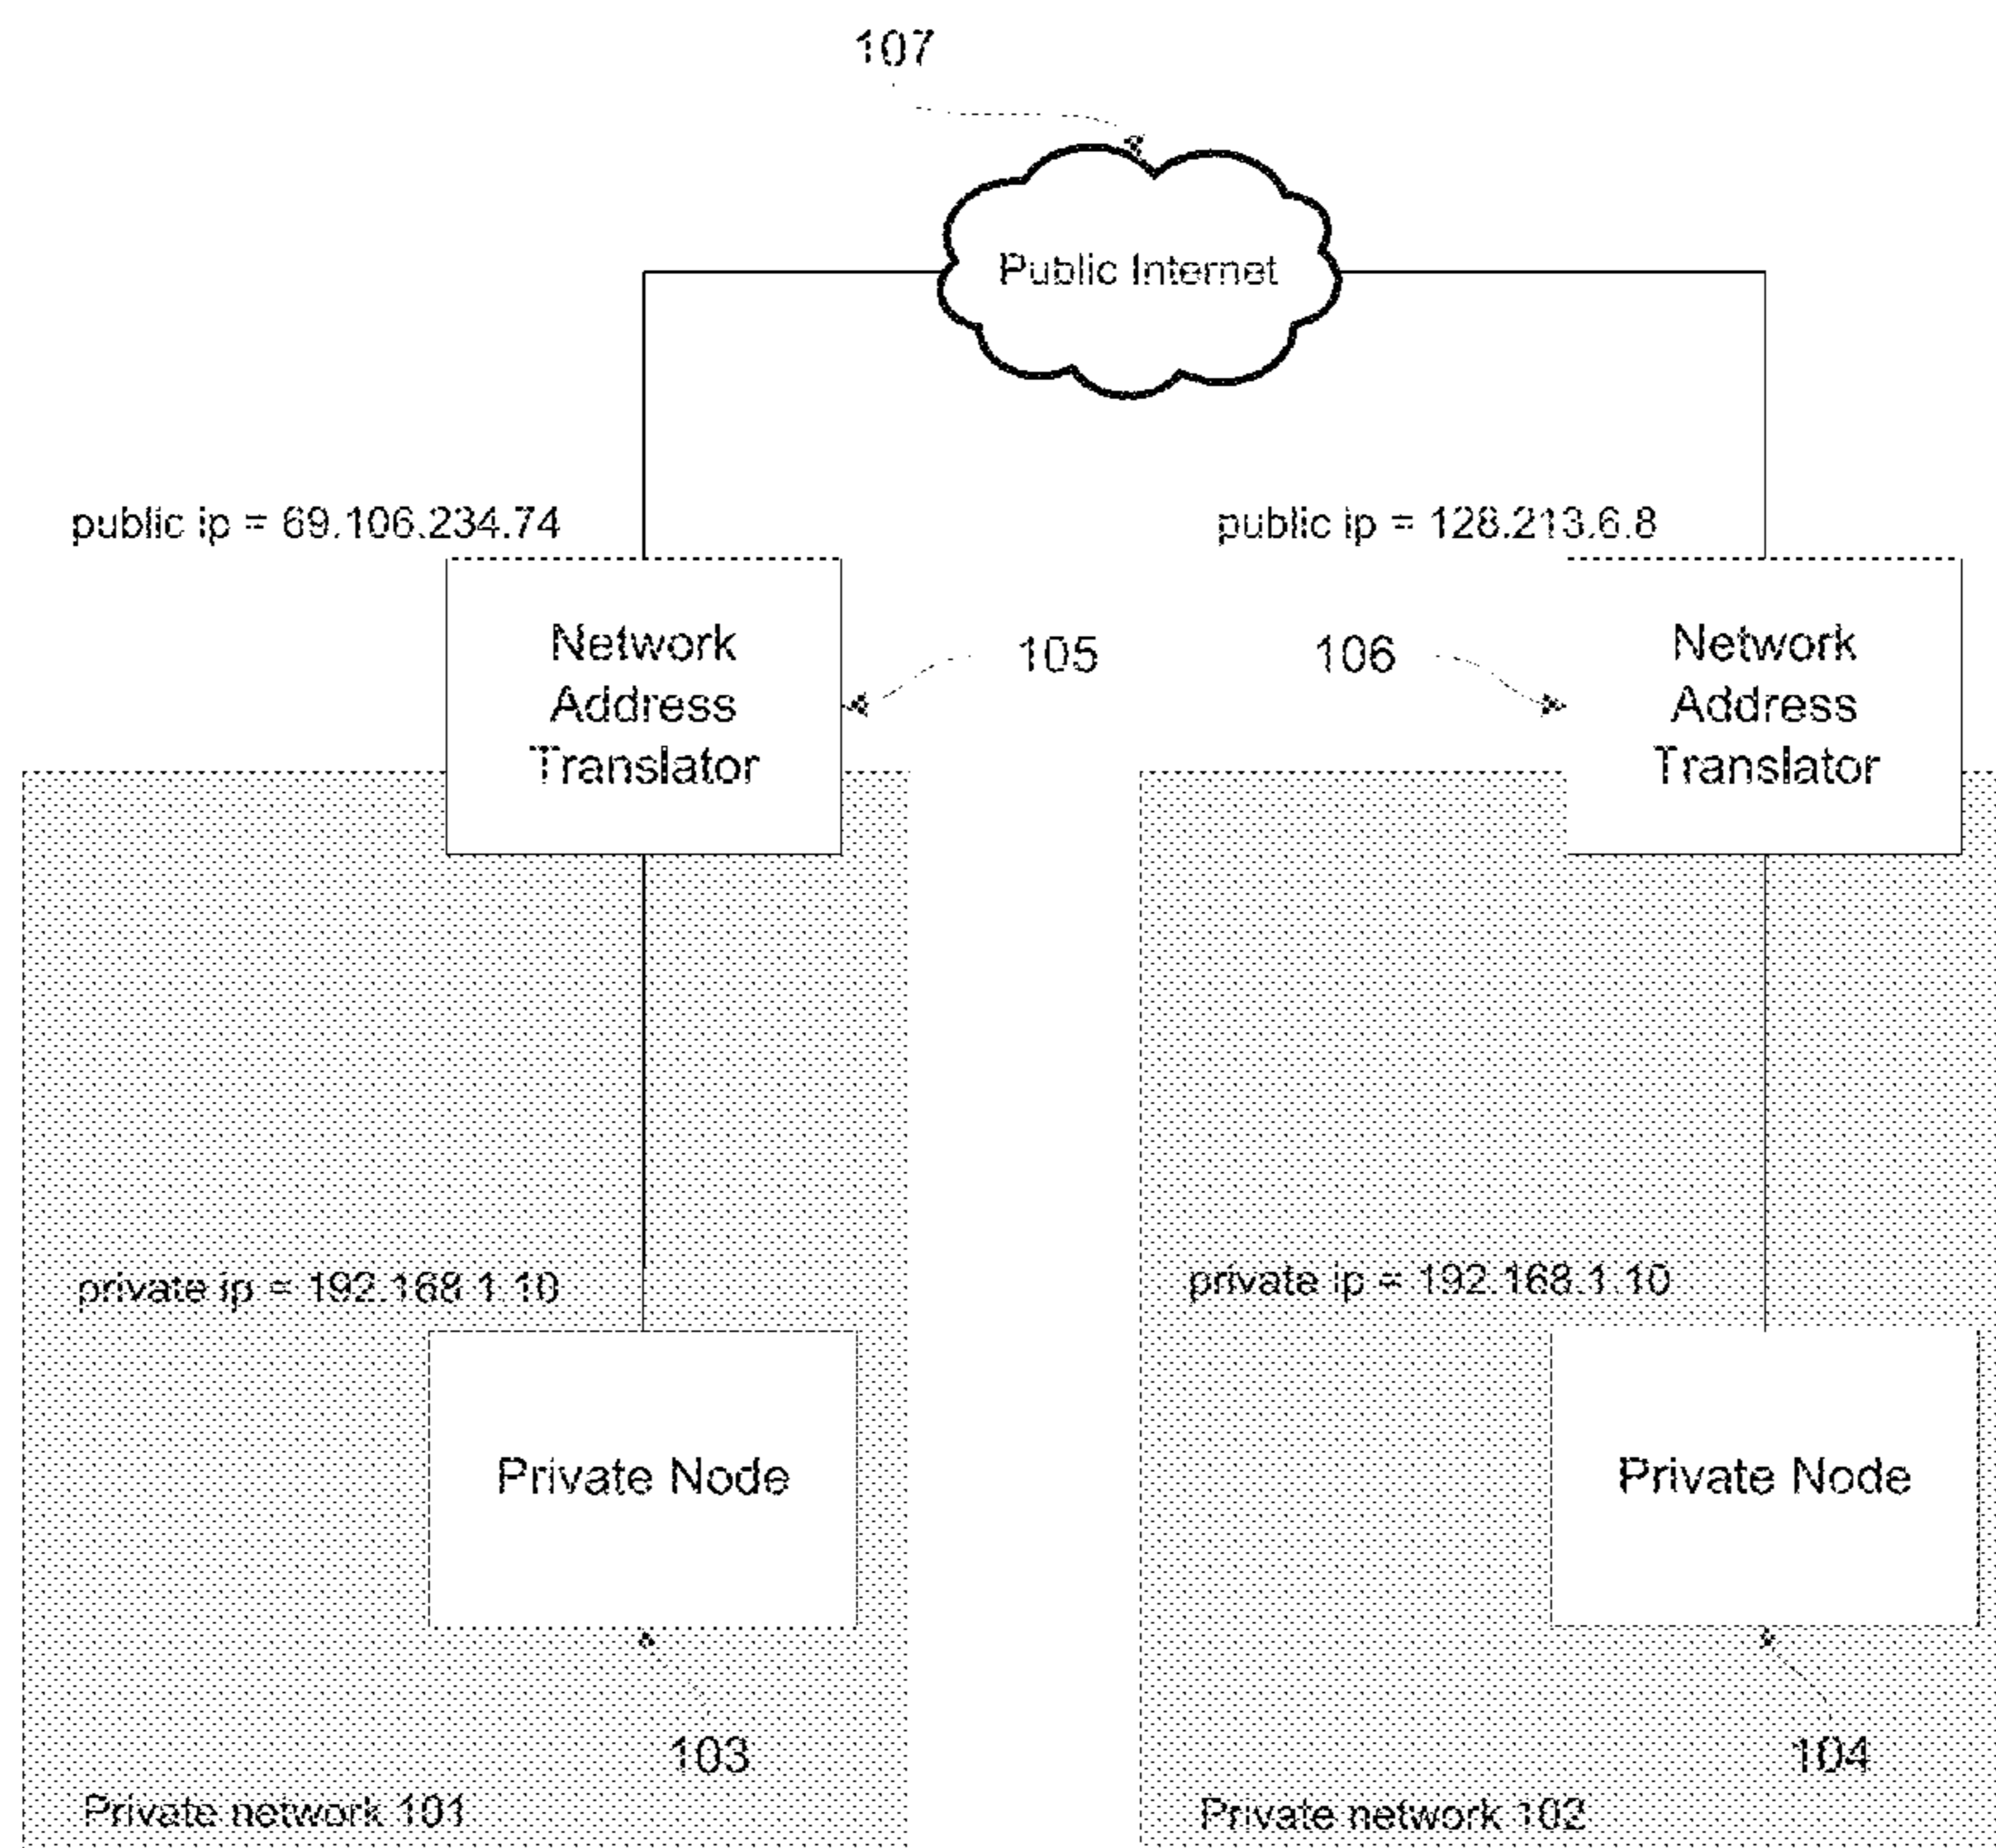 107
Public Internet
public ip = 69.106.234.74
public ip = 128.213.6.8
Network
Address
Translator
105
106
Network
Address
Translator
private ip = 192.168.1.10
private ip = 192.168.1.10
Private Node
Private Node
103
104
Private network 101
Private network 102